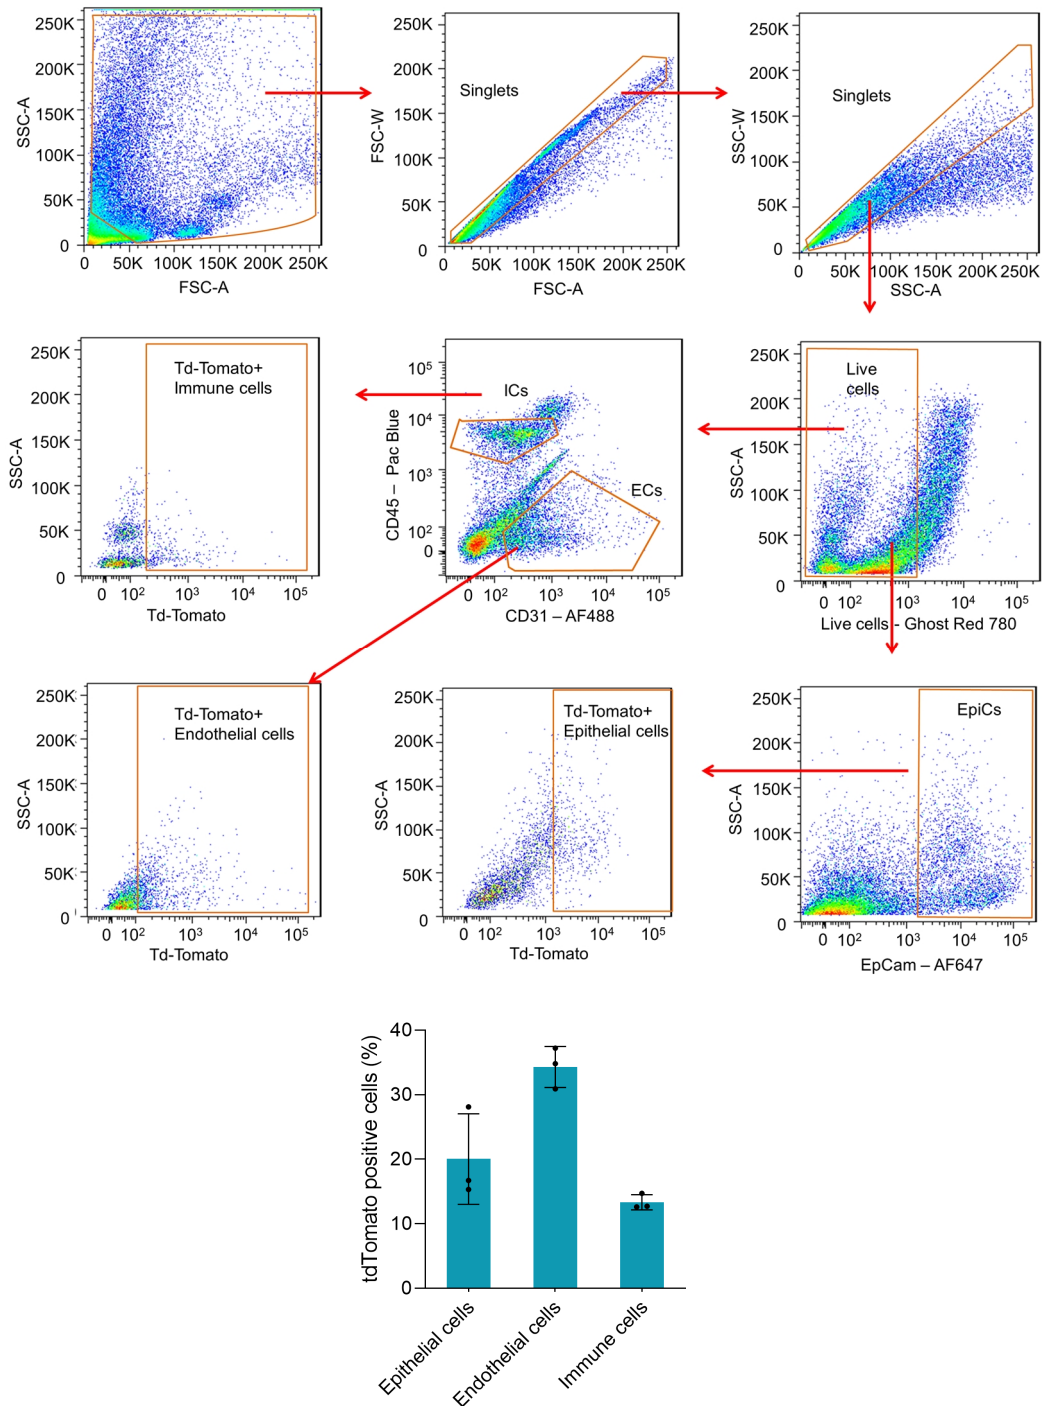 250K
200K
150K
100K
50K
0
SSC-A
0 50K 100K 150K 200K 250K
FSC-A
250K
200K
150K
100K
50K
0
FSC-W
Singlets
0 50K 100K 150K 200K 250K
FSC-A
250K
200K
150K
100K
50K
0
SSC-W
Singlets
0 50K 100K 150K 200K 250K
SSC-A
250K
200K
150K
100K
50K
0
SSC-A
Td-Tomato+
Immune cells
0 10² 10³ 10⁴ 10⁵
Td-Tomato
10⁵
10⁴
10³
10²
0
CD45 – Pac Blue
ICs
ECs
0 10² 10³ 10⁴ 10⁵
CD31 – AF488
250K
200K
150K
100K
50K
0
SSC-A
Live
cells
0 10² 10³ 10⁴ 10⁵
Live cells - Ghost Red 780
250K
200K
150K
100K
50K
0
SSC-A
Td-Tomato+
Endothelial cells
0 10² 10³ 10⁴ 10⁵
Td-Tomato
250K
200K
150K
100K
50K
0
SSC-A
Td-Tomato+
Epithelial cells
0 10² 10³ 10⁴ 10⁵
Td-Tomato
250K
200K
150K
100K
50K
0
SSC-A
EpiCs
0 10² 10³ 10⁴ 10⁵
EpCam – AF647
40
30
20
10
0
tdTomato positive cells (%)
Epithelial cells
Endothelial cells
Immune cells